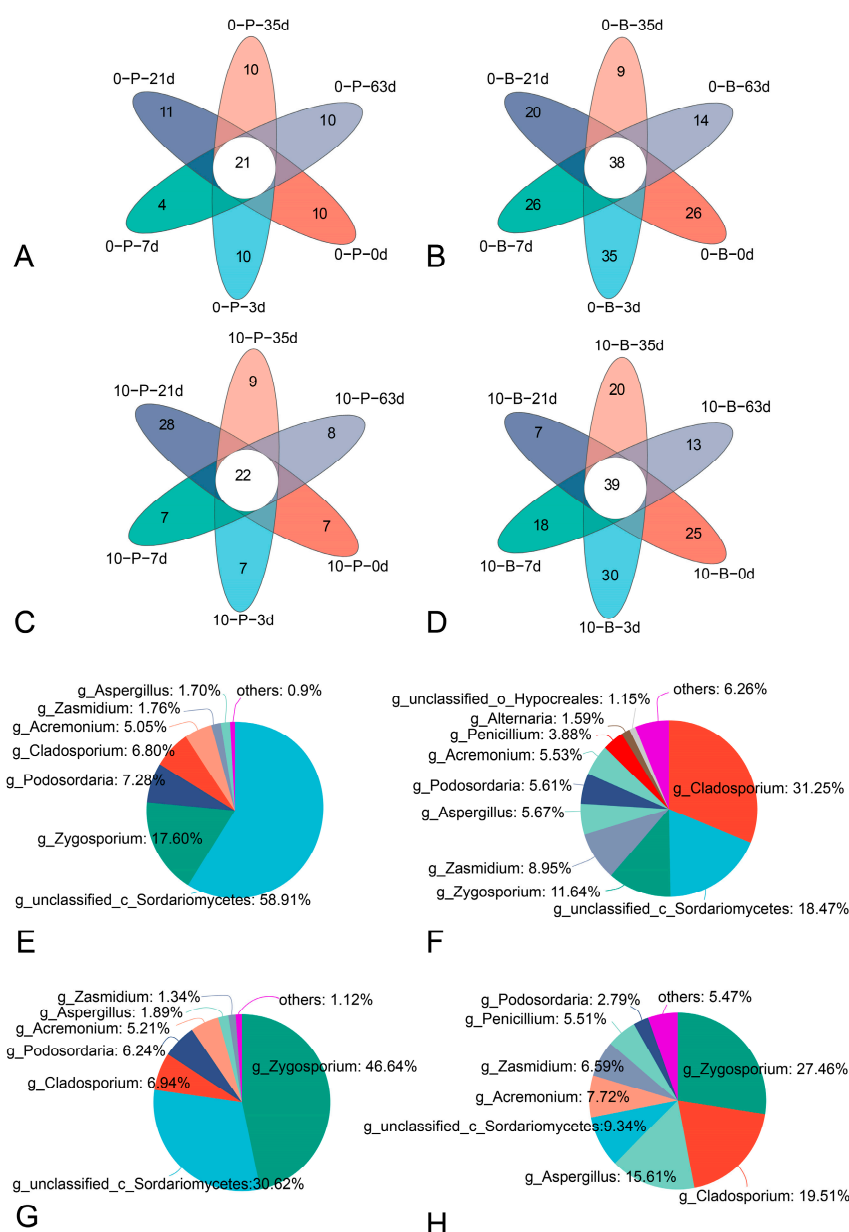 0-P-35d
0-P-21d
0-P-63d
10
11
10
21
4
10
10
0-P-7d
0-P-0d
0-P-3d
A
0-B-35d
0-B-21d
0-B-63d
9
20
14
38
26
26
35
0-B-7d
0-B-0d
0-B-3d
B
10-P-35d
10-P-21d
10-P-63d
9
28
8
22
7
7
7
10-P-7d
10-P-0d
10-P-3d
C
10-B-35d
10-B-21d
10-B-63d
20
7
13
39
18
25
30
10-B-7d
10-B-0d
10-B-3d
D
g_Aspergillus: 1.70%
others: 0.9%
g_Zasmidium: 1.76%
g_Acremonium: 5.05%
g_Cladosporium: 6.80%
g_Podosordaria: 7.28%
g_Zygosporium: 17.60%
g_unclassified_c_Sordariomycetes: 58.91%
E
g_unclassified_o_Hypocreales: 1.15%
others: 6.26%
g_Alternaria: 1.59%
g_Penicillium: 3.88%
g_Acremonium: 5.53%
g_Podosordaria: 5.61%
g_Cladosporium: 31.25%
g_Aspergillus: 5.67%
g_Zasmidium: 8.95%
g_Zygosporium: 11.64%
g_unclassified_c_Sordariomycetes: 18.47%
F
g_Zasmidium: 1.34%
others: 1.12%
g_Aspergillus: 1.89%
g_Acremonium: 5.21%
g_Podosordaria: 6.24%
g_Zygosporium: 46.64%
g_Cladosporium: 6.94%
g_unclassified_c_Sordariomycetes:30.62%
G
g_Podosordaria: 2.79%
others: 5.47%
g_Penicillium: 5.51%
g_Zasmidium: 6.59%
g_Zygosporium: 27.46%
g_Acremonium: 7.72%
g_unclassified_c_Sordariomycetes:9.34%
g_Aspergillus: 15.61%
g_Cladosporium: 19.51%
H